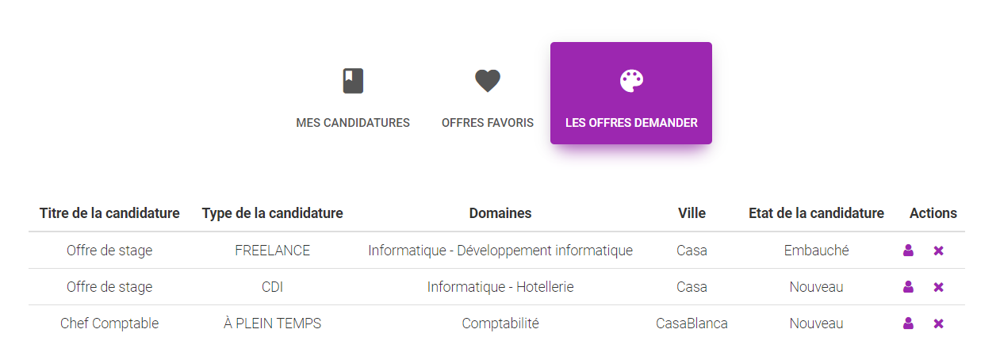 MES CANDIDATURES OFFRES FAVORIS LES OFFRES DEMANDER
Titre de la candidature Type de la candidature Domaines Ville Etat de la candidature Actions
Offre de stage FREELANCE Informatique - Développement informatique Casa Embauché
Offre de stage CDI Informatique - Hotellerie Casa Nouveau
Chef Comptable À PLEIN TEMPS Comptabilité CasaBlanca Nouveau